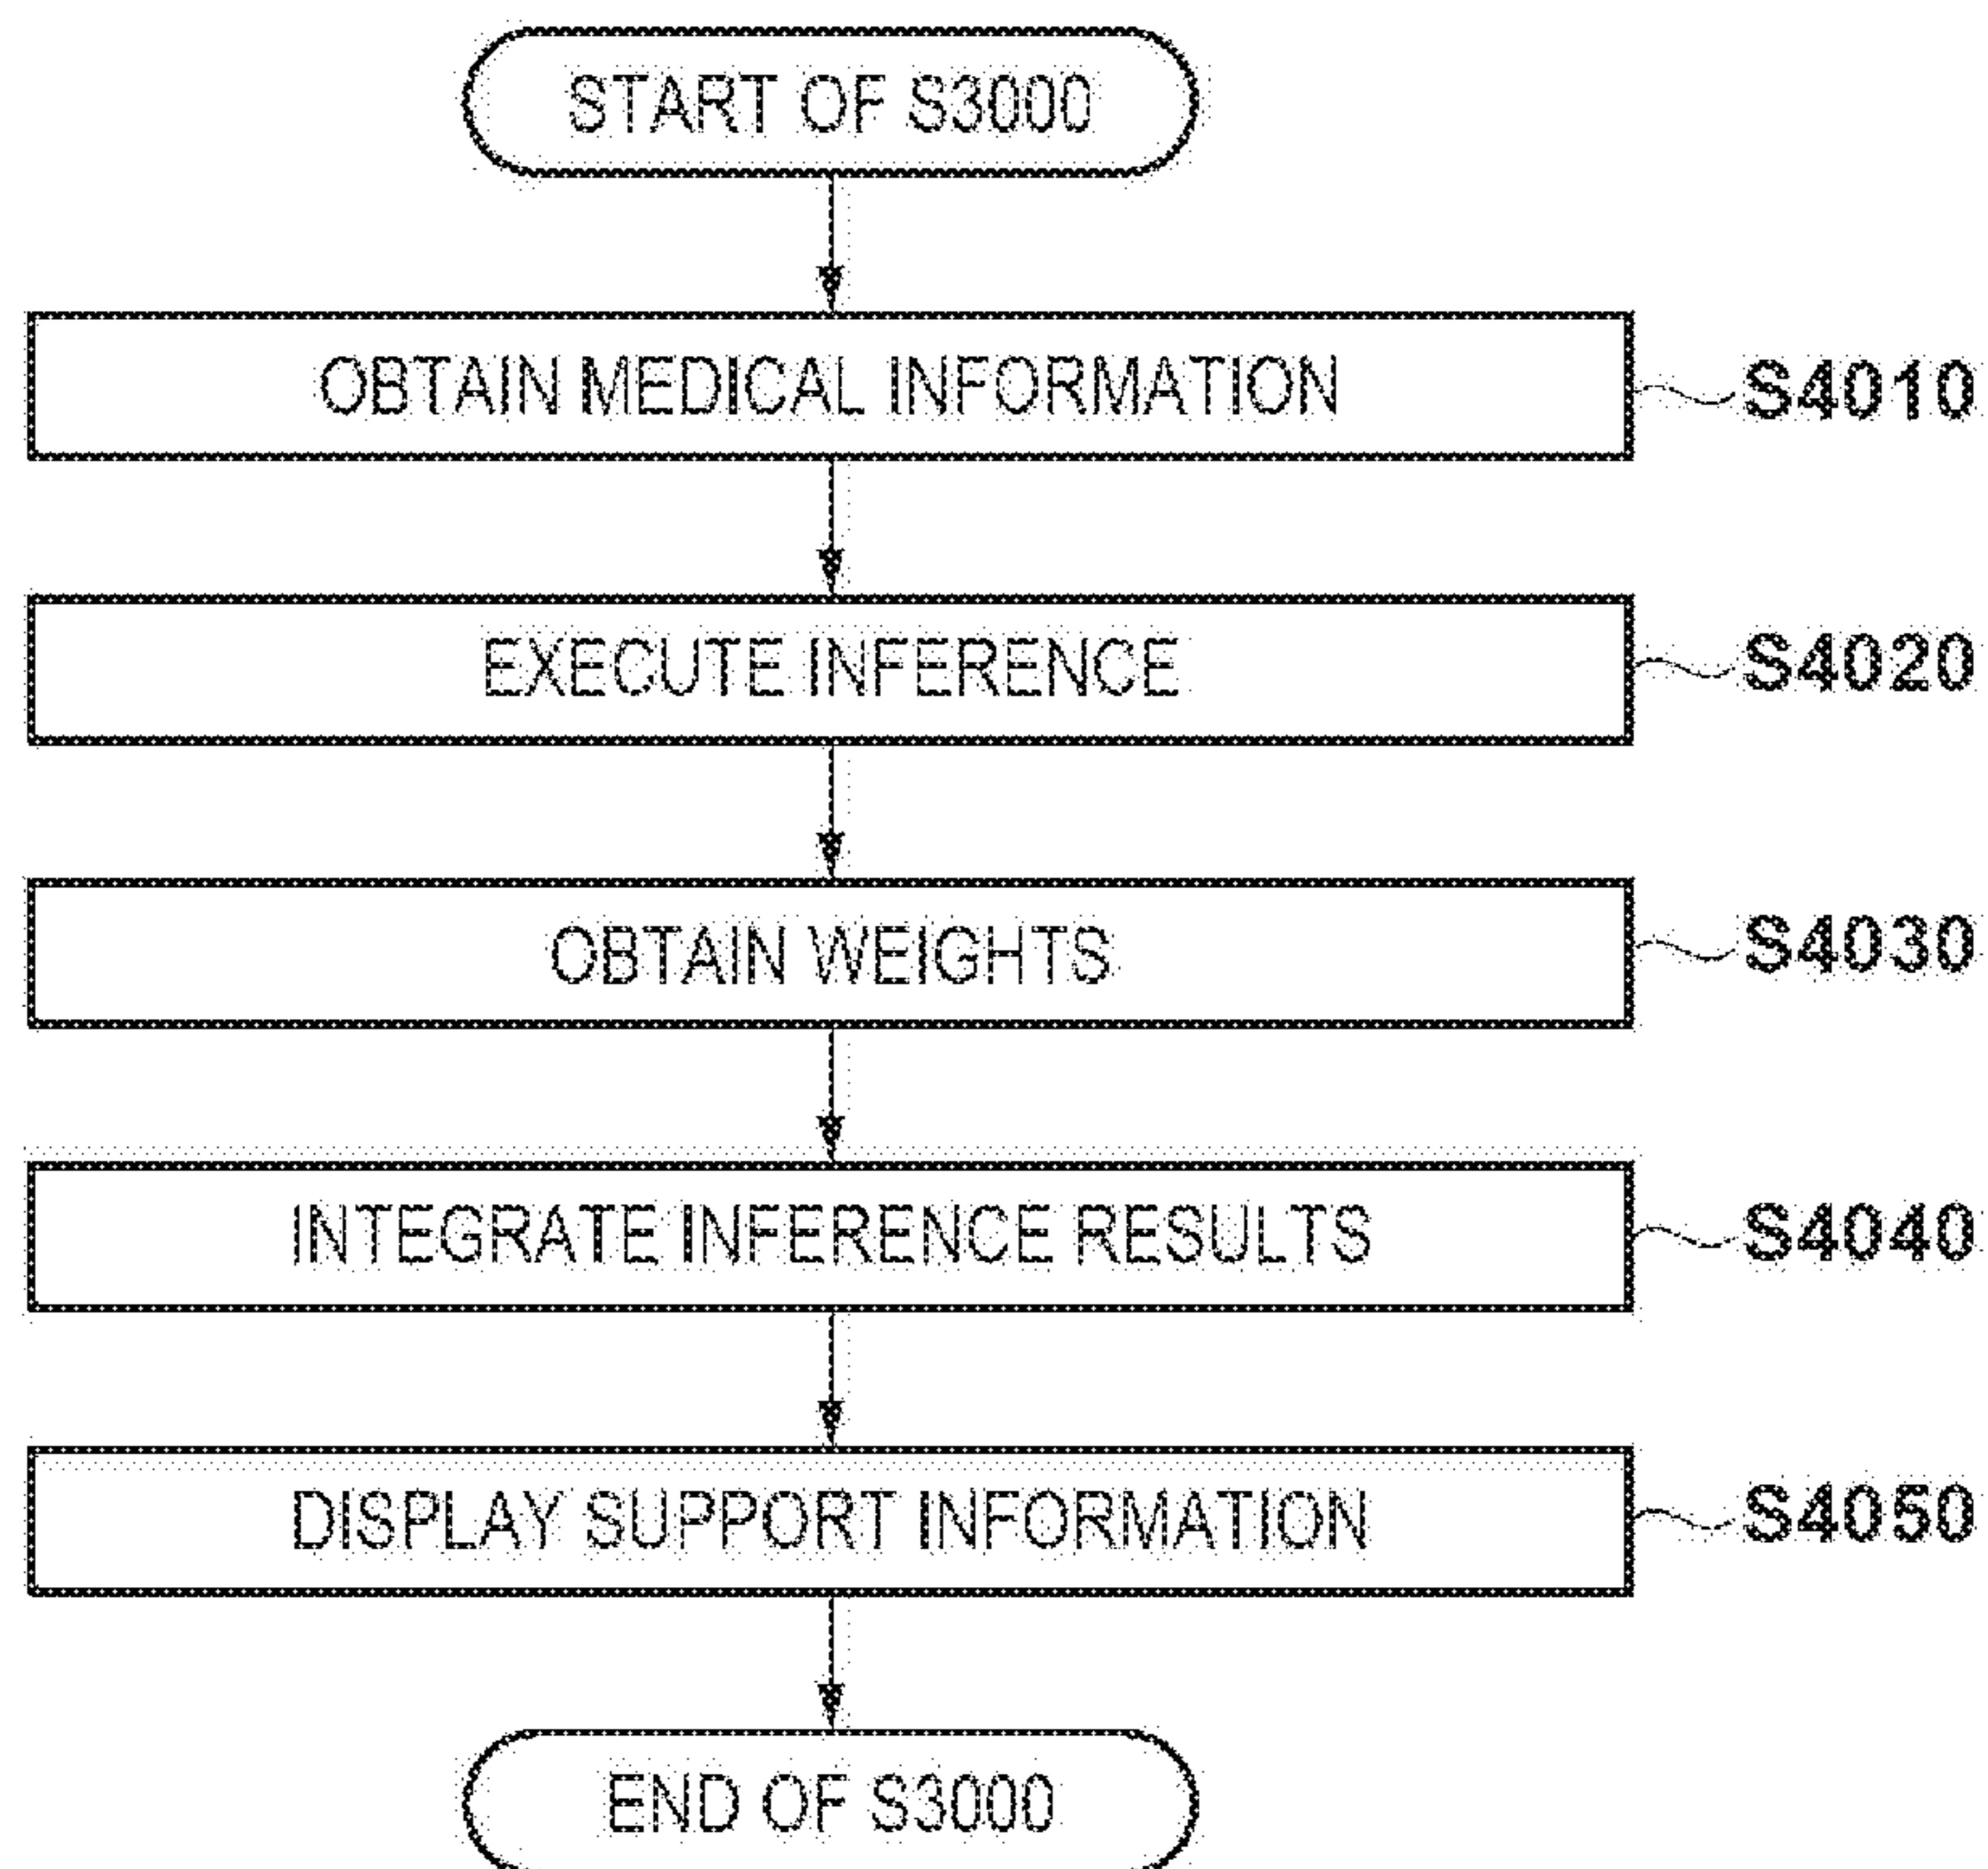 START OF S3000
OBTAIN MEDICAL INFORMATION
S4010
EXECUTE INFERENCE
S4020
OBTAIN WEIGHTS
S4030
INTEGRATE INFERENCE RESULTS
S4040
DISPLAY SUPPORT INFORMATION
S4050
END OF S3000